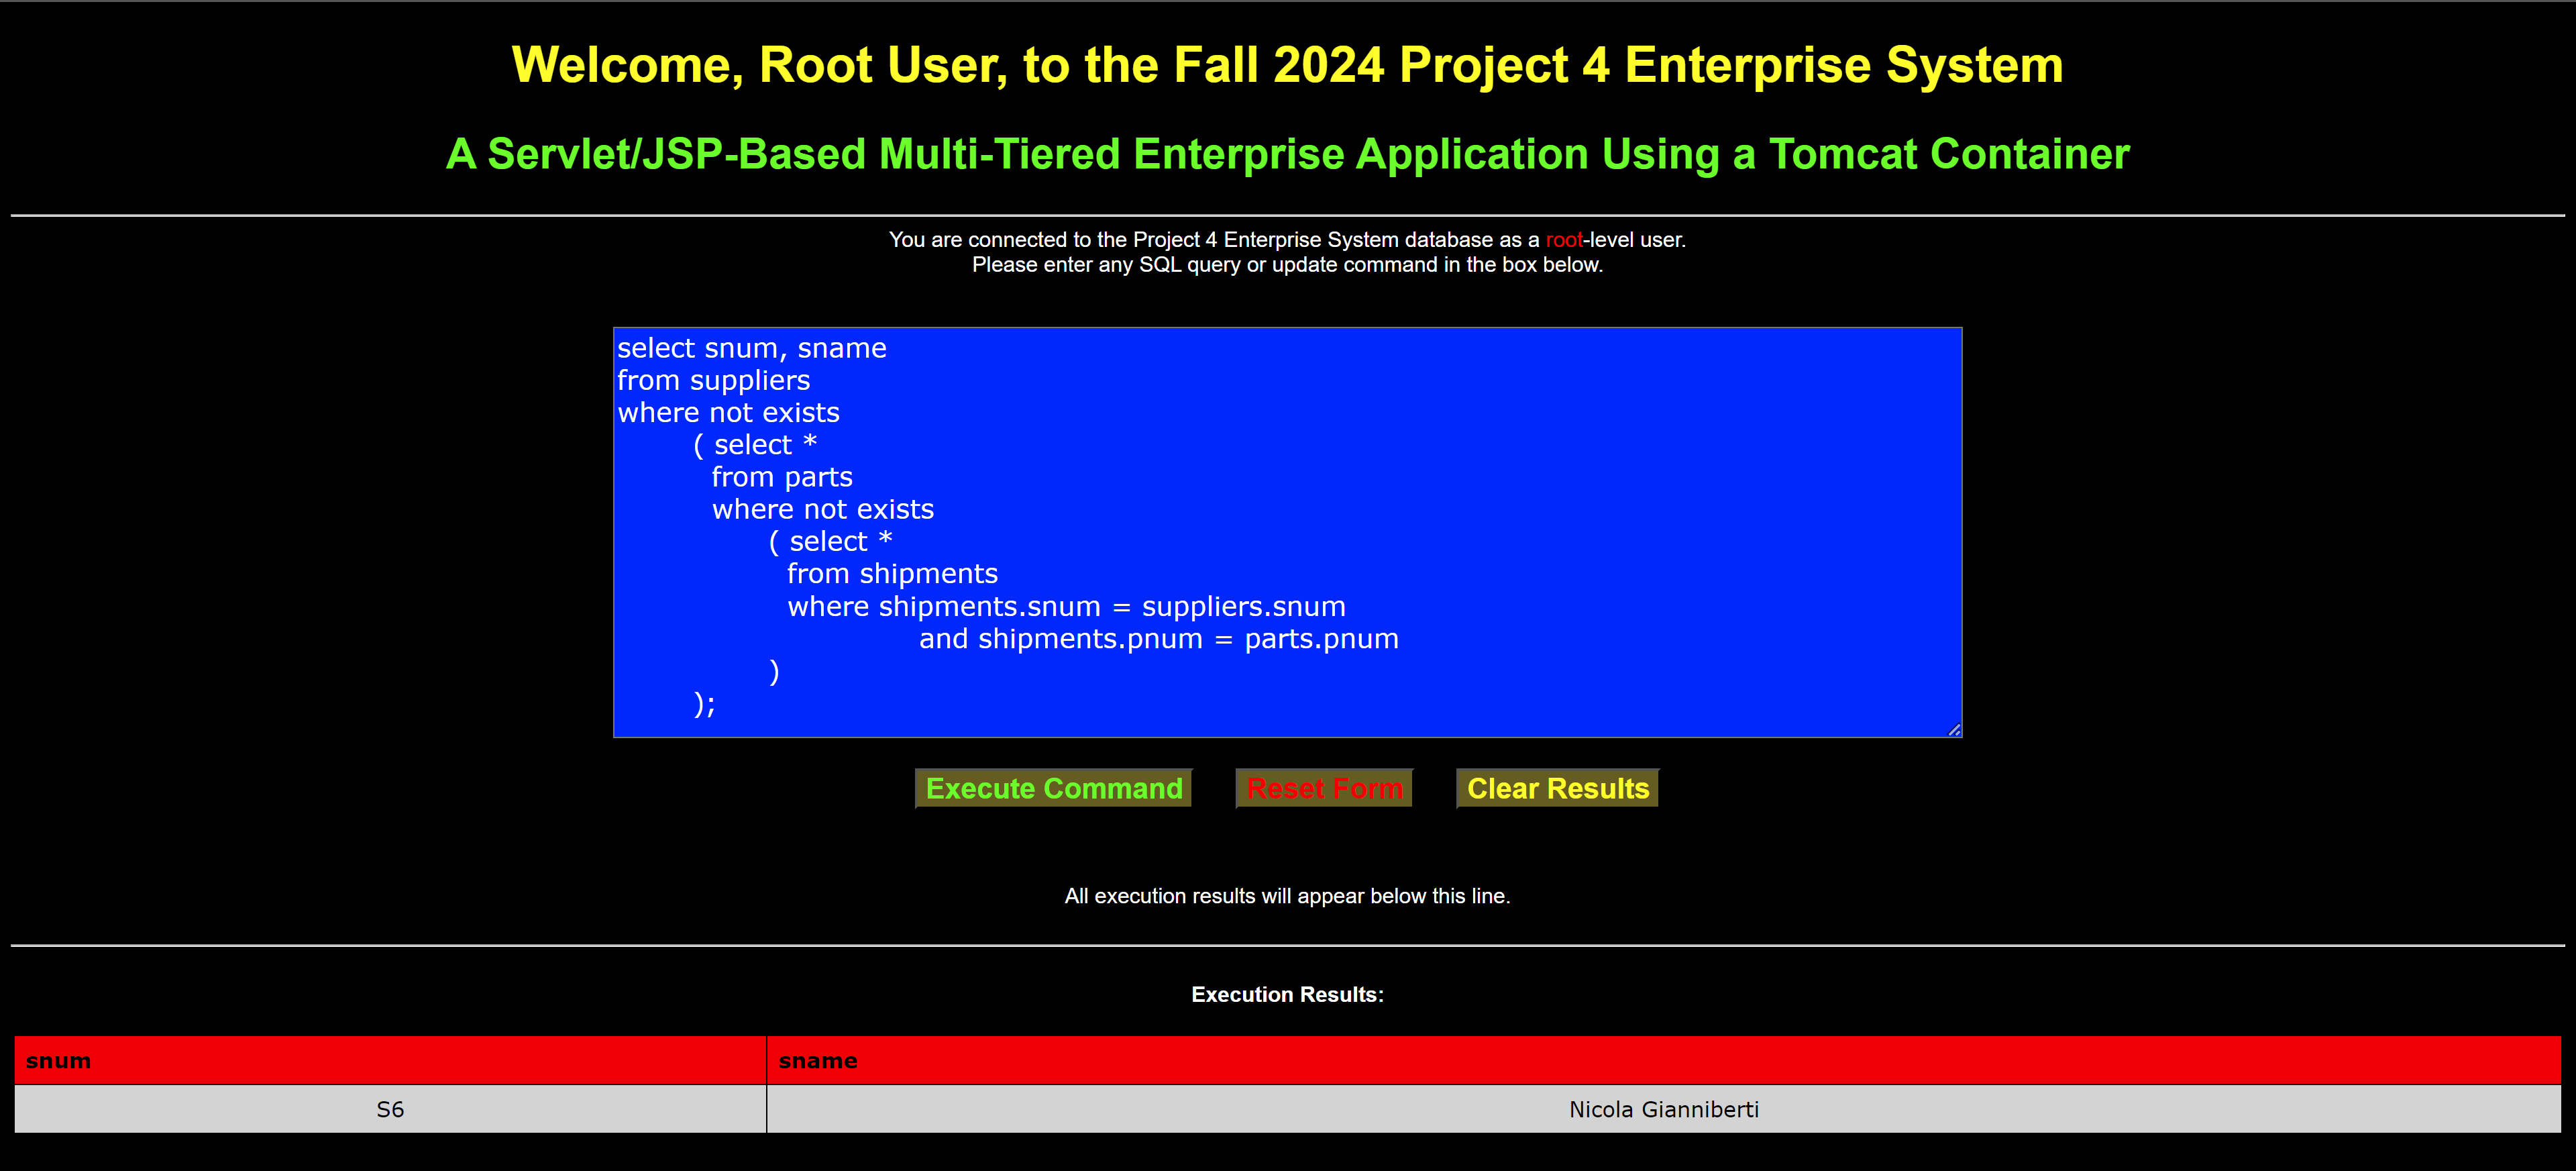 Welcome, Root User, to the Fall 2024 Project 4 Enterprise System
A Servlet/JSP-Based Multi-Tiered Enterprise Application Using a Tomcat Container
You are connected to the Project 4 Enterprise System database as a root-level user.
Please enter any SQL query or update command in the box below.
select snum, sname
from suppliers
where not exists
( select *
from parts
where not exists
( select *
from shipments
where shipments.snum = suppliers.snum
and shipments.pnum = parts.pnum
)
);
Execute Command Reset Form Clear Results
All execution results will appear below this line.
Execution Results:
snum sname
S6 Nicola Gianniberti